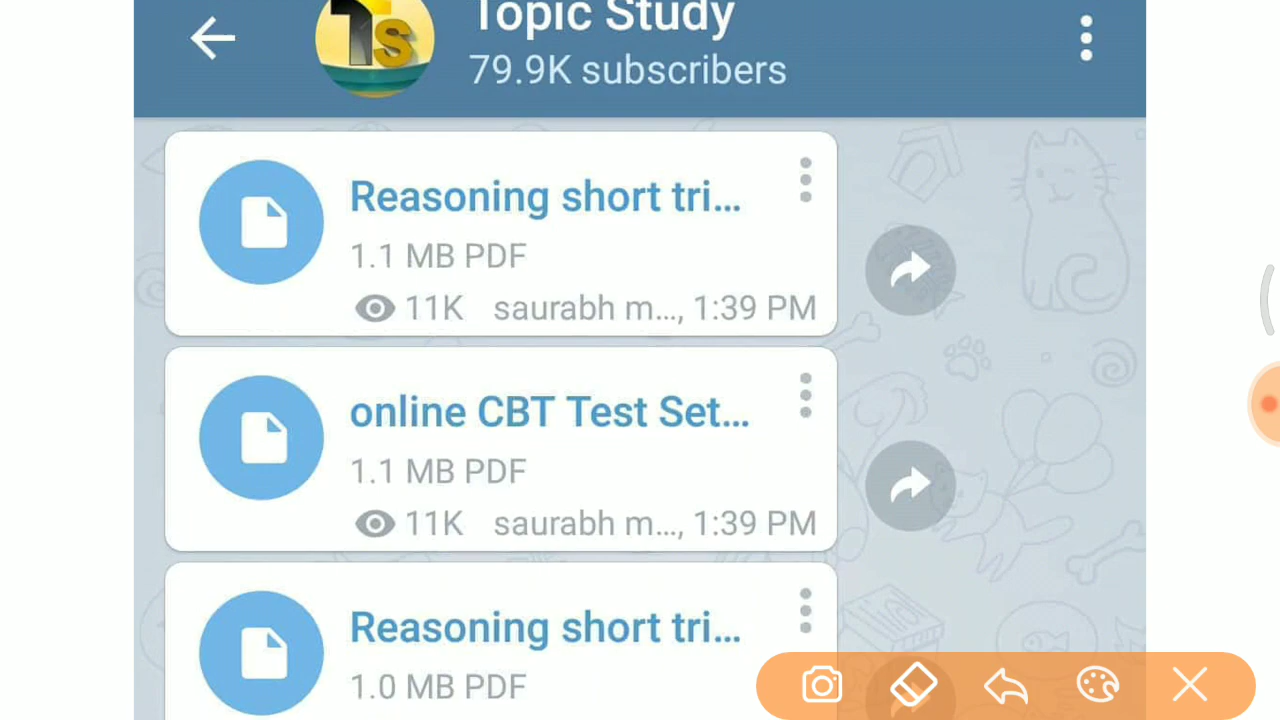 Topic Study
79.9K subscribers
Ts
Reasoning short tri...
1.1 MB PDF
11K saurabh m..., 1:39 PM
online CBT Test Set...
1.1 MB PDF
11K saurabh m..., 1:39 PM
Reasoning short tri...
1.0 MB PDF